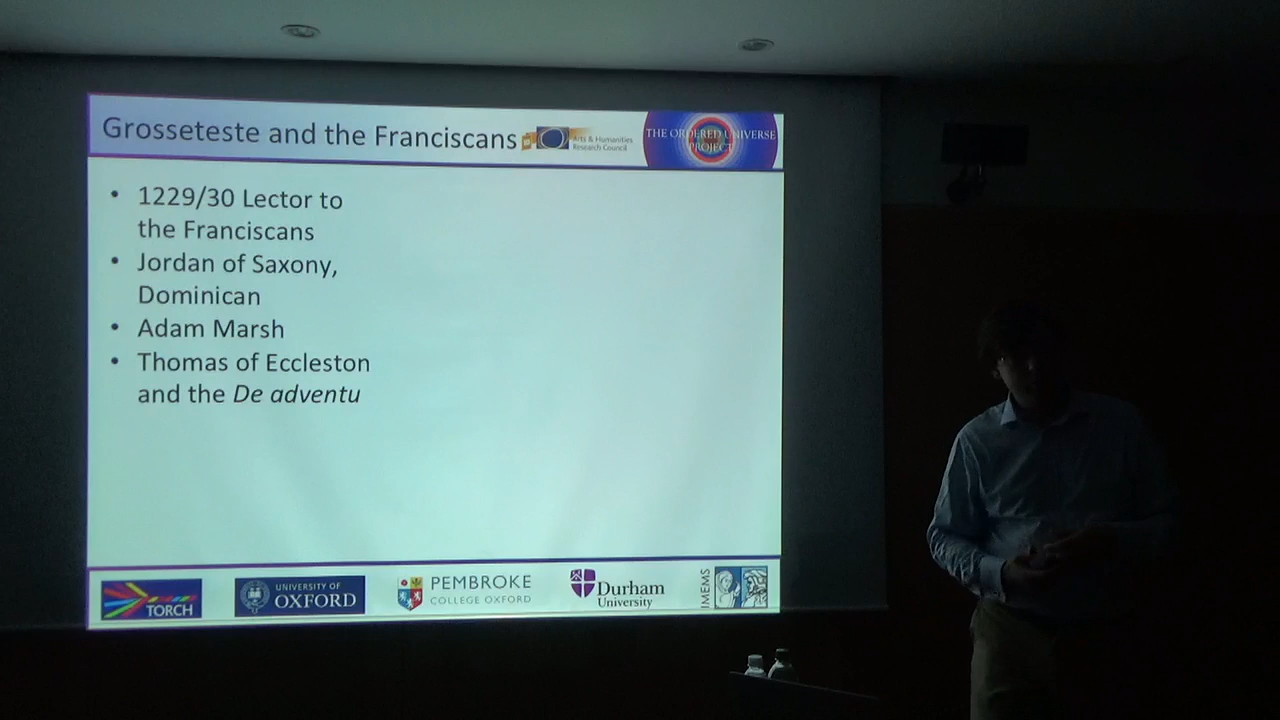 Grosseteste and the Franciscans
Arts & Humanities
Research Council
THE ORDERED UNIVERSE
PROJECT
• 1229/30 Lector to
the Franciscans
• Jordan of Saxony,
Dominican
• Adam Marsh
• Thomas of Eccleston
and the De adventu
TORCH
UNIVERSITY OF
OXFORD
PEMBROKE
COLLEGE OXFORD
Durham
University
IMEMS